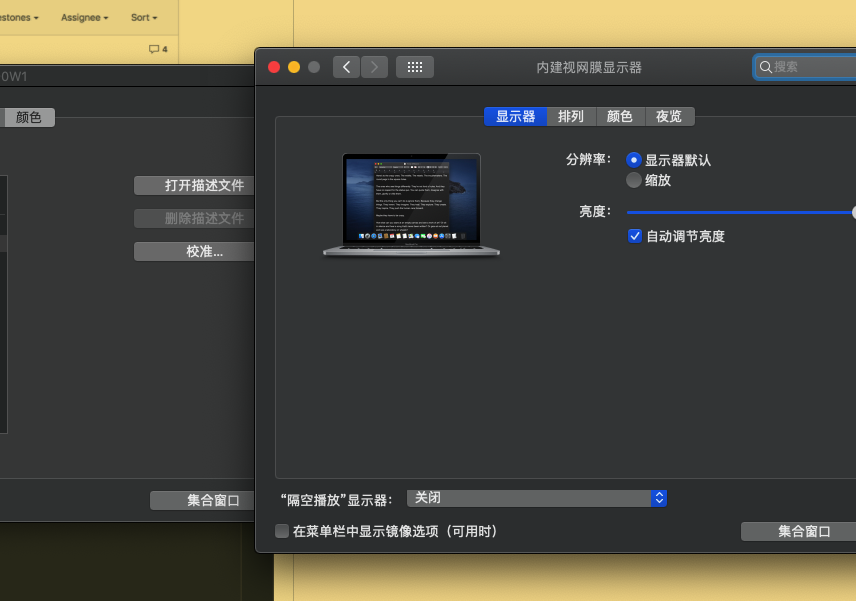 estones
Assignee
Sort
4
0W1
颜色
打开描述文件
删除描述文件
校准...
集合窗口
内建视网膜显示器
搜索
显示器
排列
颜色
夜览
分辨率：
显示器默认
缩放
亮度：
自动调节亮度
“隔空播放”显示器：
关闭
在菜单栏中显示镜像选项（可用时）
集合窗口